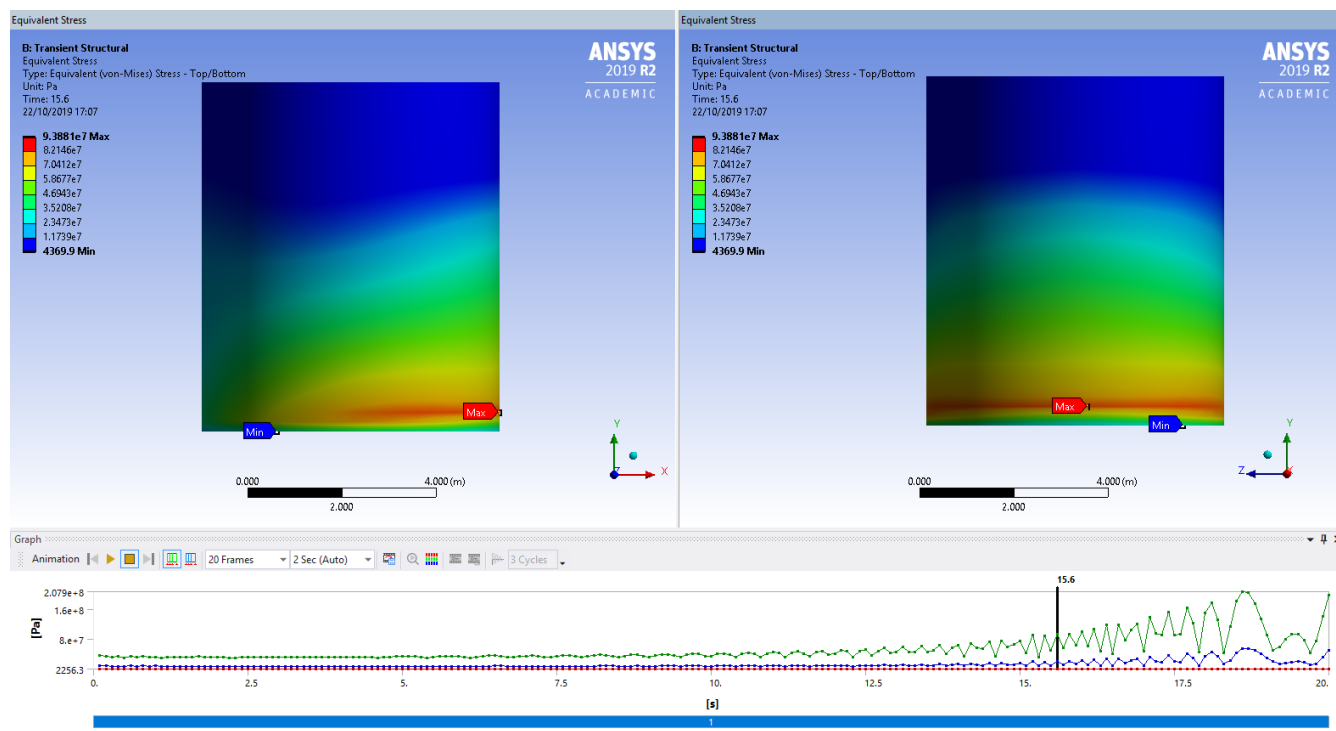 Equivalent Stress
B: Transient Structural
Equivalent Stress
Type: Equivalent (von-Mises) Stress - Top/Bottom
Unit: Pa
Time: 15.6
22/10/2019 17:07
9.3881e7 Max
8.2146e7
7.0412e7
5.8677e7
4.6943e7
3.5208e7
2.3473e7
1.1739e7
4369.9 Min
ANSYS
2019 R2
ACADEMIC
Max
Min
Y
X
Z
0.000 4.000 (m)
2.000
Equivalent Stress
B: Transient Structural
Equivalent Stress
Type: Equivalent (von-Mises) Stress - Top/Bottom
Unit: Pa
Time: 15.6
22/10/2019 17:07
9.3881e7 Max
8.2146e7
7.0412e7
5.8677e7
4.6943e7
3.5208e7
2.3473e7
1.1739e7
4369.9 Min
ANSYS
2019 R2
ACADEMIC
Max
Min
Y
Z
X
0.000 4.000 (m)
2.000
Graph
Animation 20 Frames 2 Sec (Auto) 3 Cycles
15.6
2.079e+8
1.6e+8
8.e+7
2256.3
[Pa]
0. 2.5 5. 7.5 10. 12.5 15. 17.5 20.
[s]
1